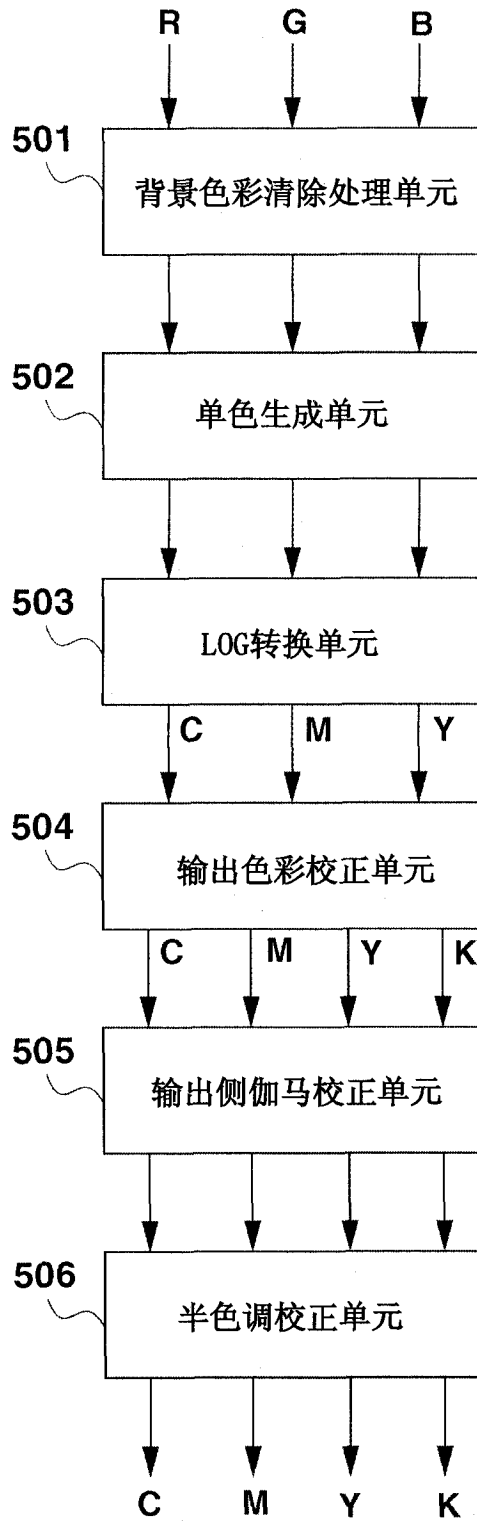 R G B
501
背景色彩清除处理单元
502
单色生成单元
503
LOG转换单元
C M Y
504
输出色彩校正单元
C M Y K
505
输出侧伽马校正单元
506
半色调校正单元
C M Y K